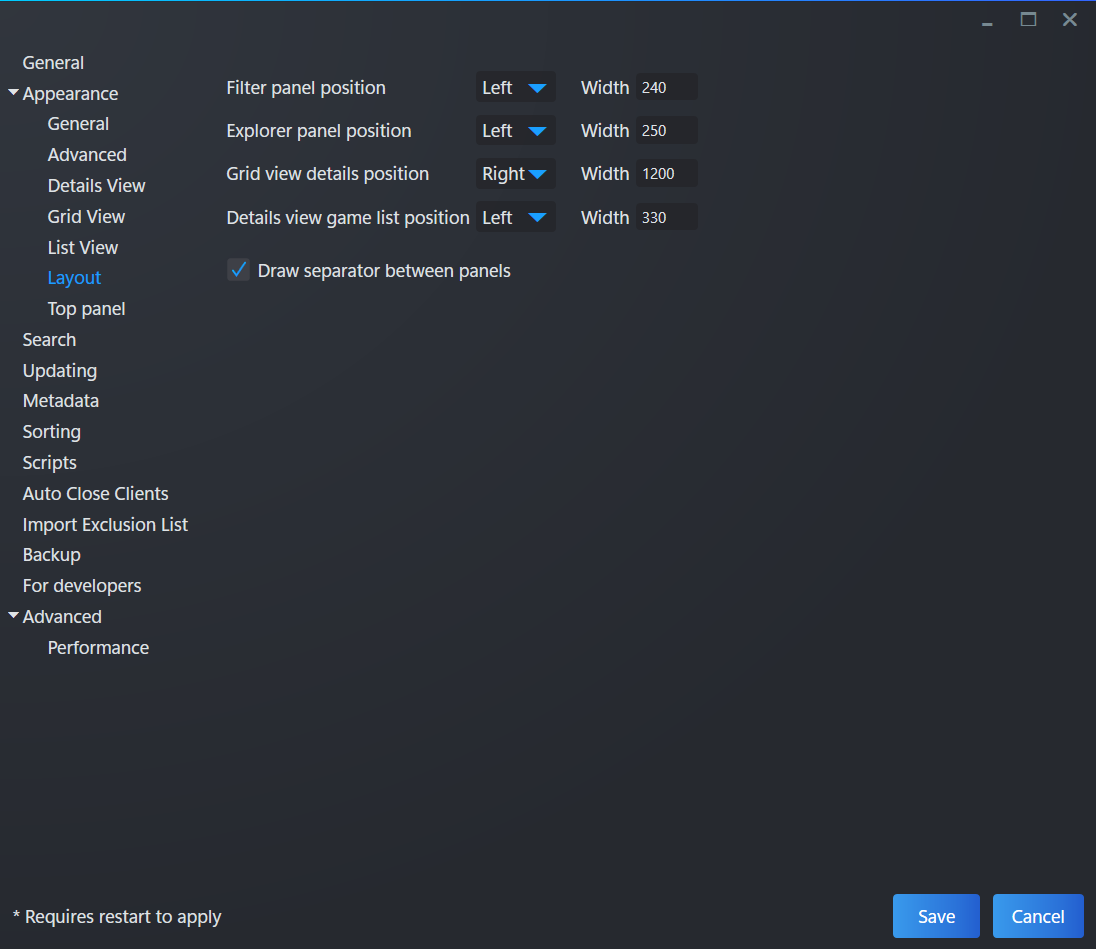 General
Appearance
General
Advanced
Details View
Grid View
List View
Layout
Top panel
Search
Updating
Metadata
Sorting
Scripts
Auto Close Clients
Import Exclusion List
Backup
For developers
Advanced
Performance
Filter panel position Left Width 240
Explorer panel position Left Width 250
Grid view details position Right Width 1200
Details view game list position Left Width 330
Draw separator between panels
* Requires restart to apply
Save Cancel